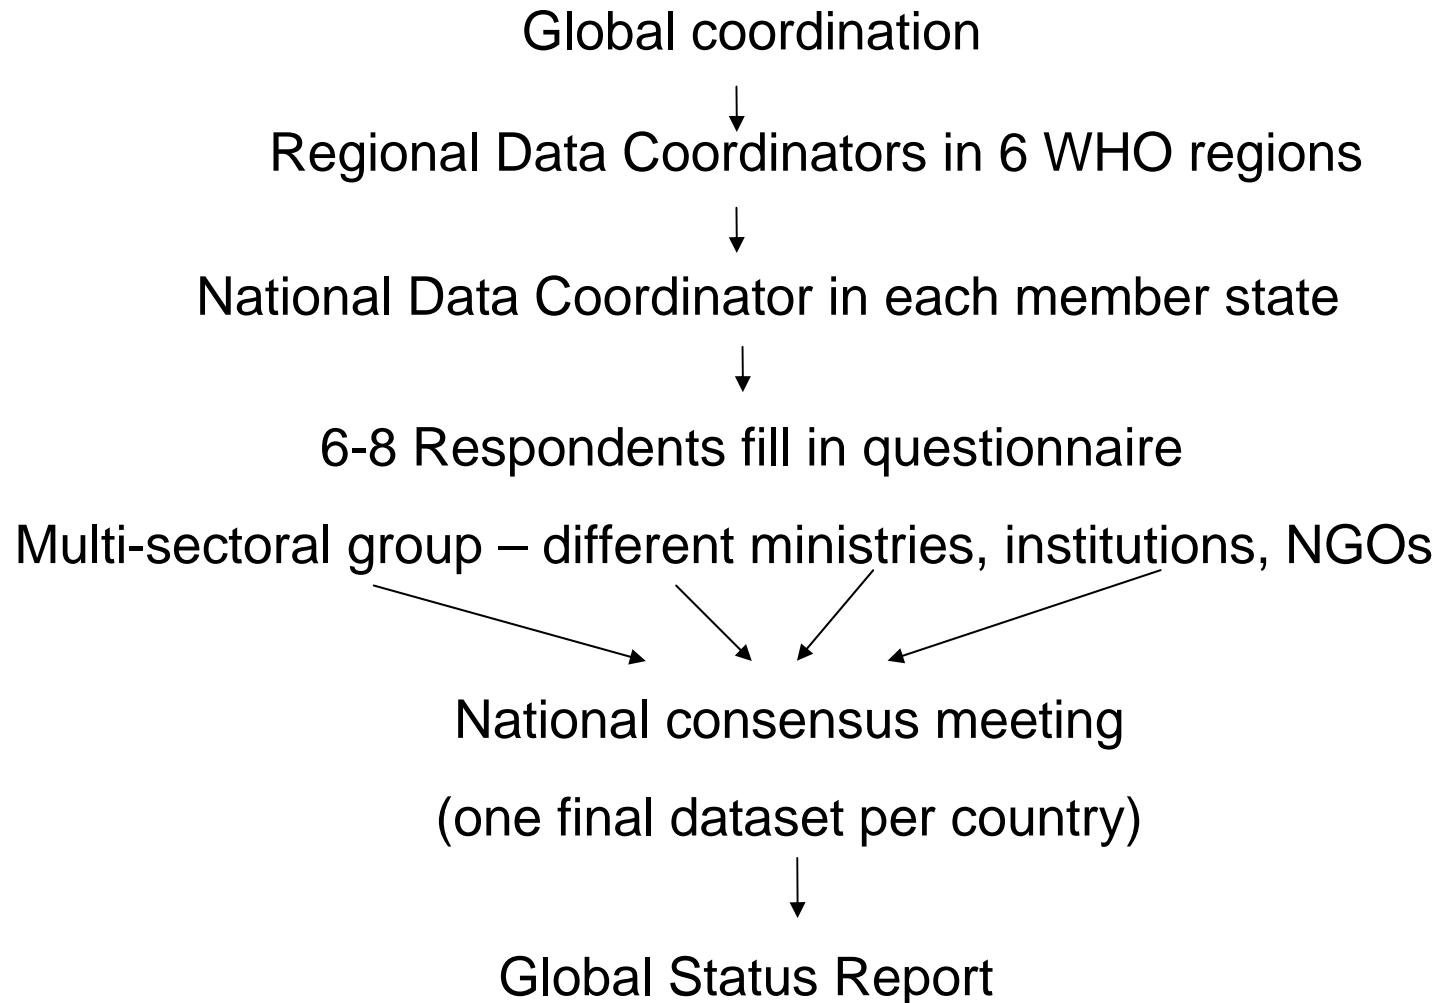 Global coordination
Regional Data Coordinators in 6 WHO regions
National Data Coordinator in each member state
6-8 Respondents fill in questionnaire
Multi-sectoral group – different ministries, institutions, NGOs
National consensus meeting
(one final dataset per country)
Global Status Report